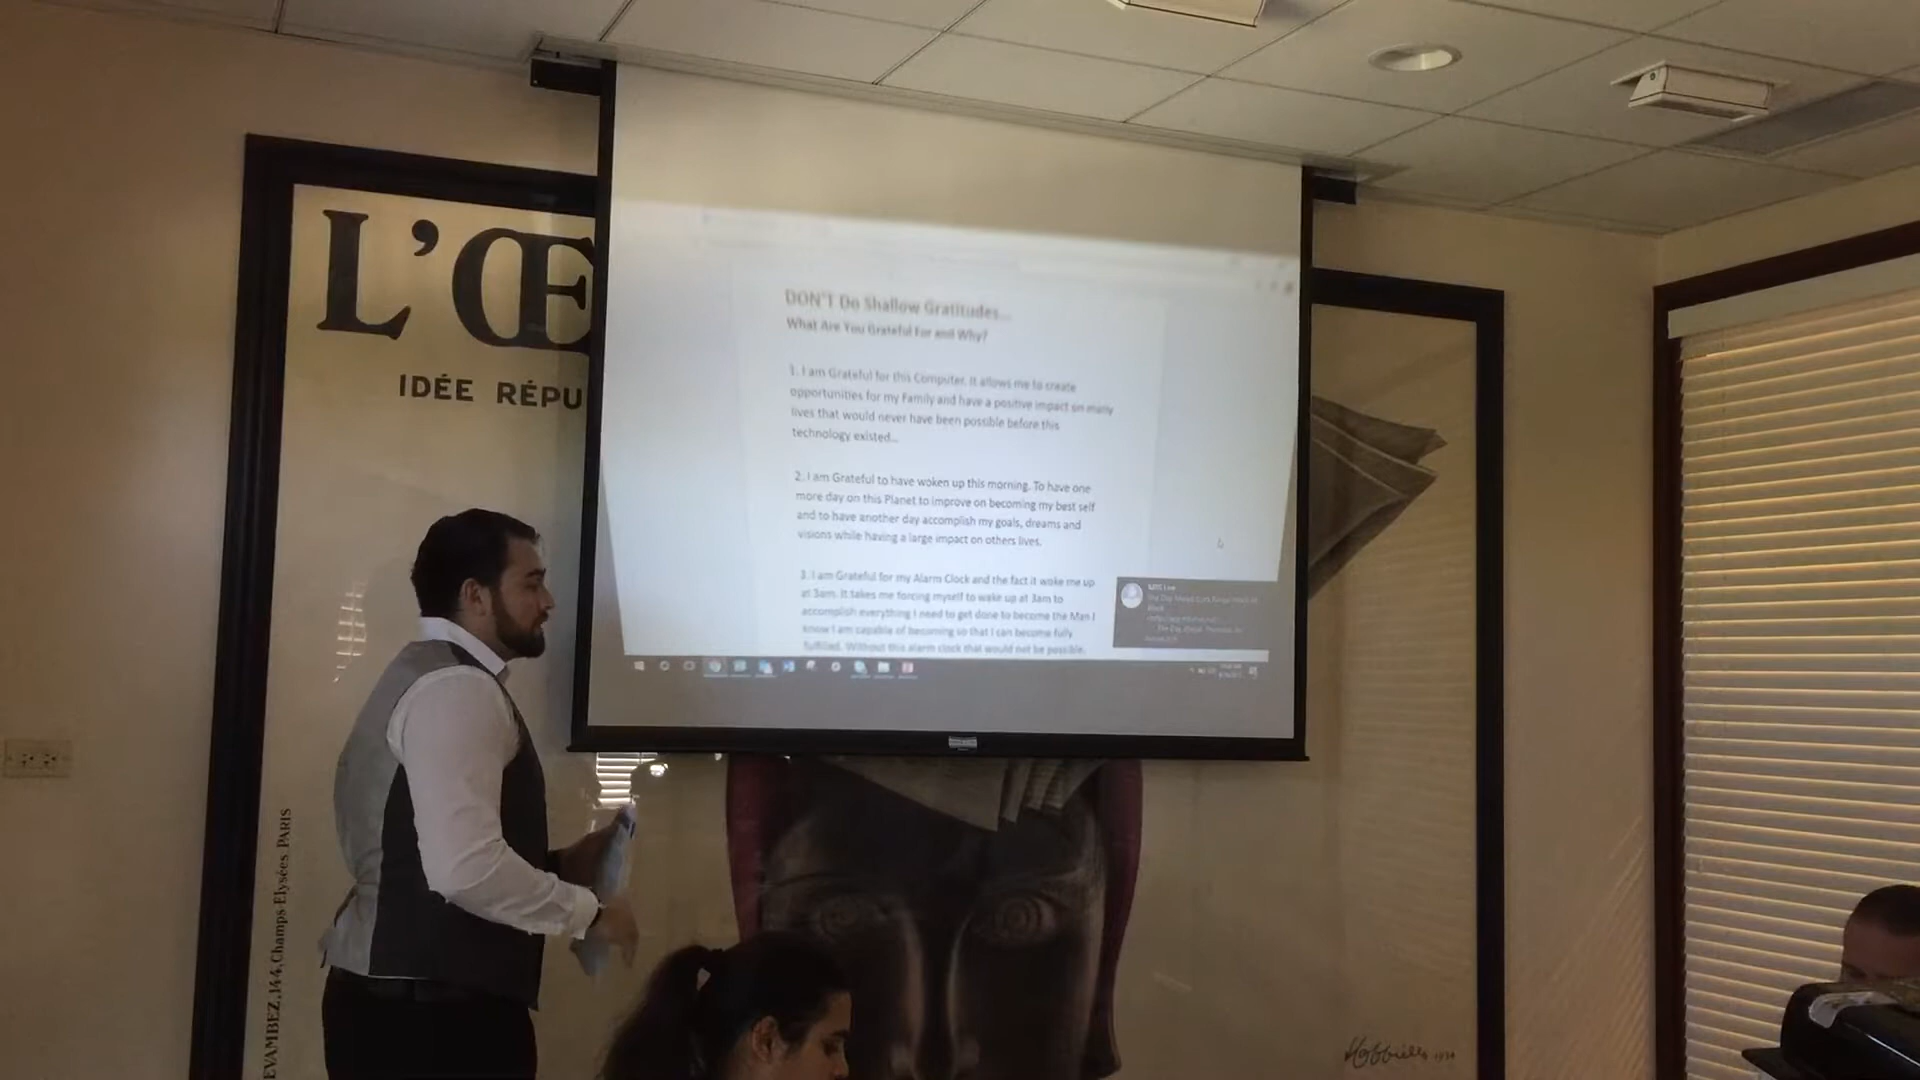 L'Œ
IDÉE RÉPU
DON'T Do Shallow Gratitudes...
What Are You Grateful For and Why?
1. I am Grateful for this Computer. It allows me to create
opportunities for my Family and have a positive impact on many
lives that would never have been possible before this
technology existed...
2. I am Grateful to have woken up this morning. To have one
more day on this Planet to improve on becoming my best self
and to have another day accomplish my goals, dreams and
visions while having a large impact on others lives.
3. I am Grateful for my Alarm Clock and the fact it woke me up
at 3am. It takes me forcing myself to wake up at 3am to
accomplish everything I need to get done to become the Man I
know I am capable of becoming so that I can become fully
fulfilled. Without this alarm clock that would not be possible.
EVAMBEZ,144,Champs-Elysées PARIS